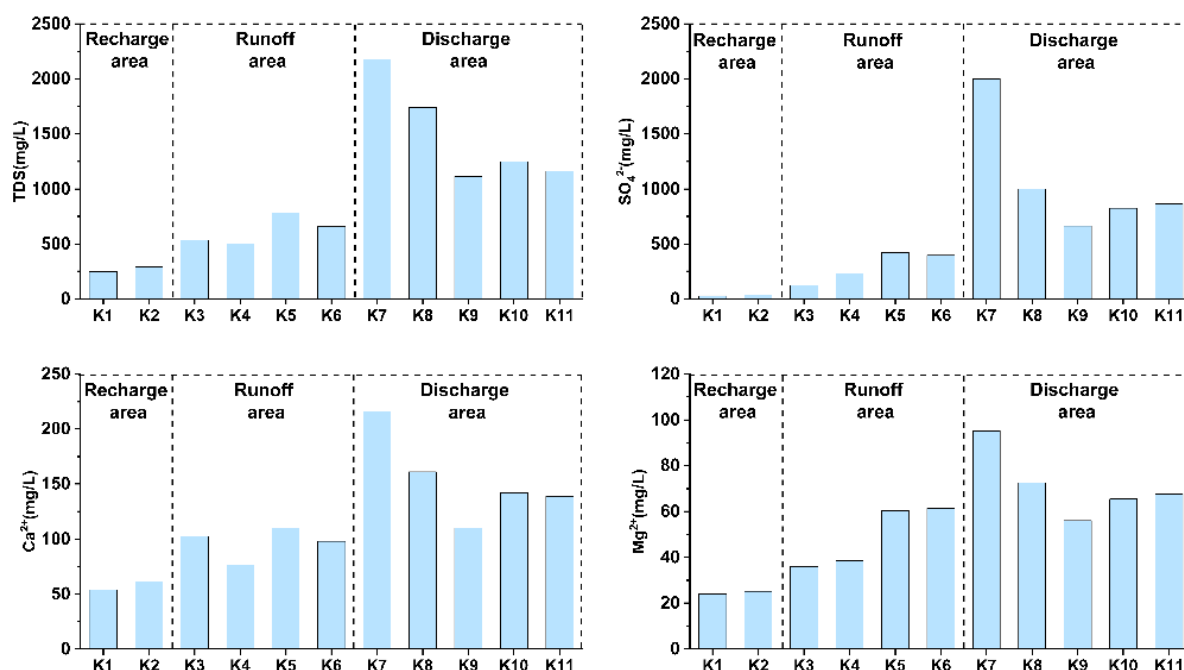 TDS(mg/L)
2500
2000
1500
1000
500
0
Recharge
area
Runoff
area
Discharge
area
K1 K2 K3 K4 K5 K6 K7 K8 K9 K10 K11
SO₄²⁻(mg/L)
2500
2000
1500
1000
500
0
Recharge
area
Runoff
area
Discharge
area
K1 K2 K3 K4 K5 K6 K7 K8 K9 K10 K11
Ca²⁺(mg/L)
250
200
150
100
50
0
Recharge
area
Runoff
area
Discharge
area
K1 K2 K3 K4 K5 K6 K7 K8 K9 K10 K11
Mg²⁺(mg/L)
120
100
80
60
40
20
0
Recharge
area
Runoff
area
Discharge
area
K1 K2 K3 K4 K5 K6 K7 K8 K9 K10 K11